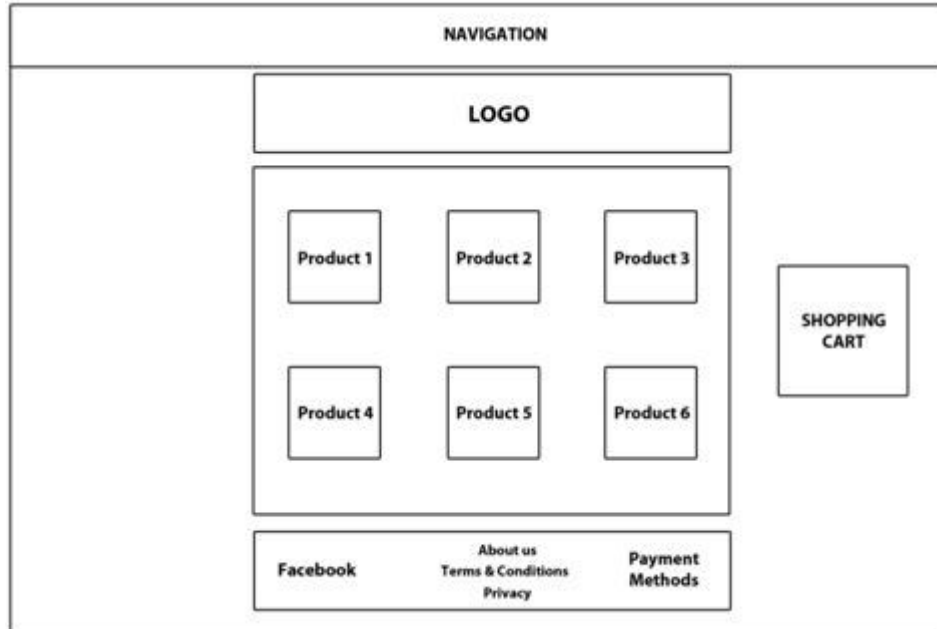 NAVIGATION
LOGO
Product 1
Product 2
Product 3
Product 4
Product 5
Product 6
SHOPPING
CART
Facebook
About us
Terms & Conditions
Privacy
Payment
Methods